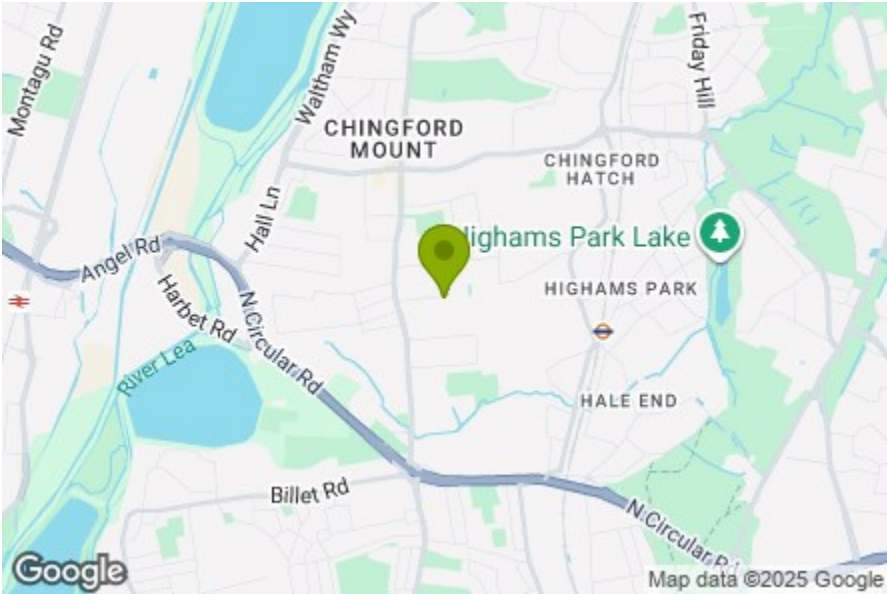 Montagu Rd
Waltham Wy
Friday Hill
CHINGFORD
MOUNT
CHINGFORD
HATCH
Hall Ln
Angel Rd
Highams Park Lake
Harbet Rd
N Circular Rd
HIGHAMS PARK
River Lea
HALE END
Billet Rd
N Circular Rd
Google
Map data ©2025 Google